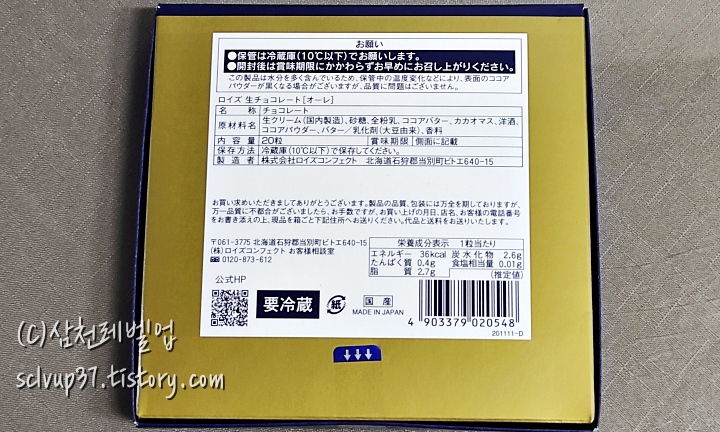 お願い
●保管は冷蔵庫(10℃以下)でお願いします。
●開封後は賞味期限にかかわらずお早めにお召し上がりください。
この製品は水分を多く含んでいるため、保管中の温度変化などにより、表面のココア
パウダーが黒くなる場合がございますが、品質に問題はございません。
ロイズ 生チョコレート[オーレ]
名 称 チョコレート
原材料名 生クリーム(国内製造)、砂糖、全粉乳、ココアバター、カカオマス、洋酒、
ココアパウダー、バター／乳化剤(大豆由来)、香料
内 容 量 20粒 賞味期限 側面に記載
保存方法 冷蔵庫(10℃以下)で保存してください。
製 造 者 株式会社ロイズコンフェクト 北海道石狩郡当別町ビトエ640-15
お買い求めいただきましてありがとうございます。製品の品質、包装には万全を期しておりますが、
万一品質に不都合がございましたら、お手数ですが、お買い上げの月日、店名、お客様の電話番号
をお書き添えの上、現品を箱ごと下記住所へお送りください。代品と送料をお送りいたします。
〒061-3775 北海道石狩郡当別町ビトエ640-15
(株)ロイズコンフェクト お客様相談室
0120-873-612
栄養成分表示 1粒当たり
エネルギー 36kcal 炭水化物 2.6g
たんぱく質 0.4g 食塩相当量 0.01g
脂 質 2.7g (推定値)
公式HP
要冷蔵
紙
国 産
MADE IN JAPAN
4 903379 020548
201111-D
(C)삼천레벨업
sclvup37.tistory.com